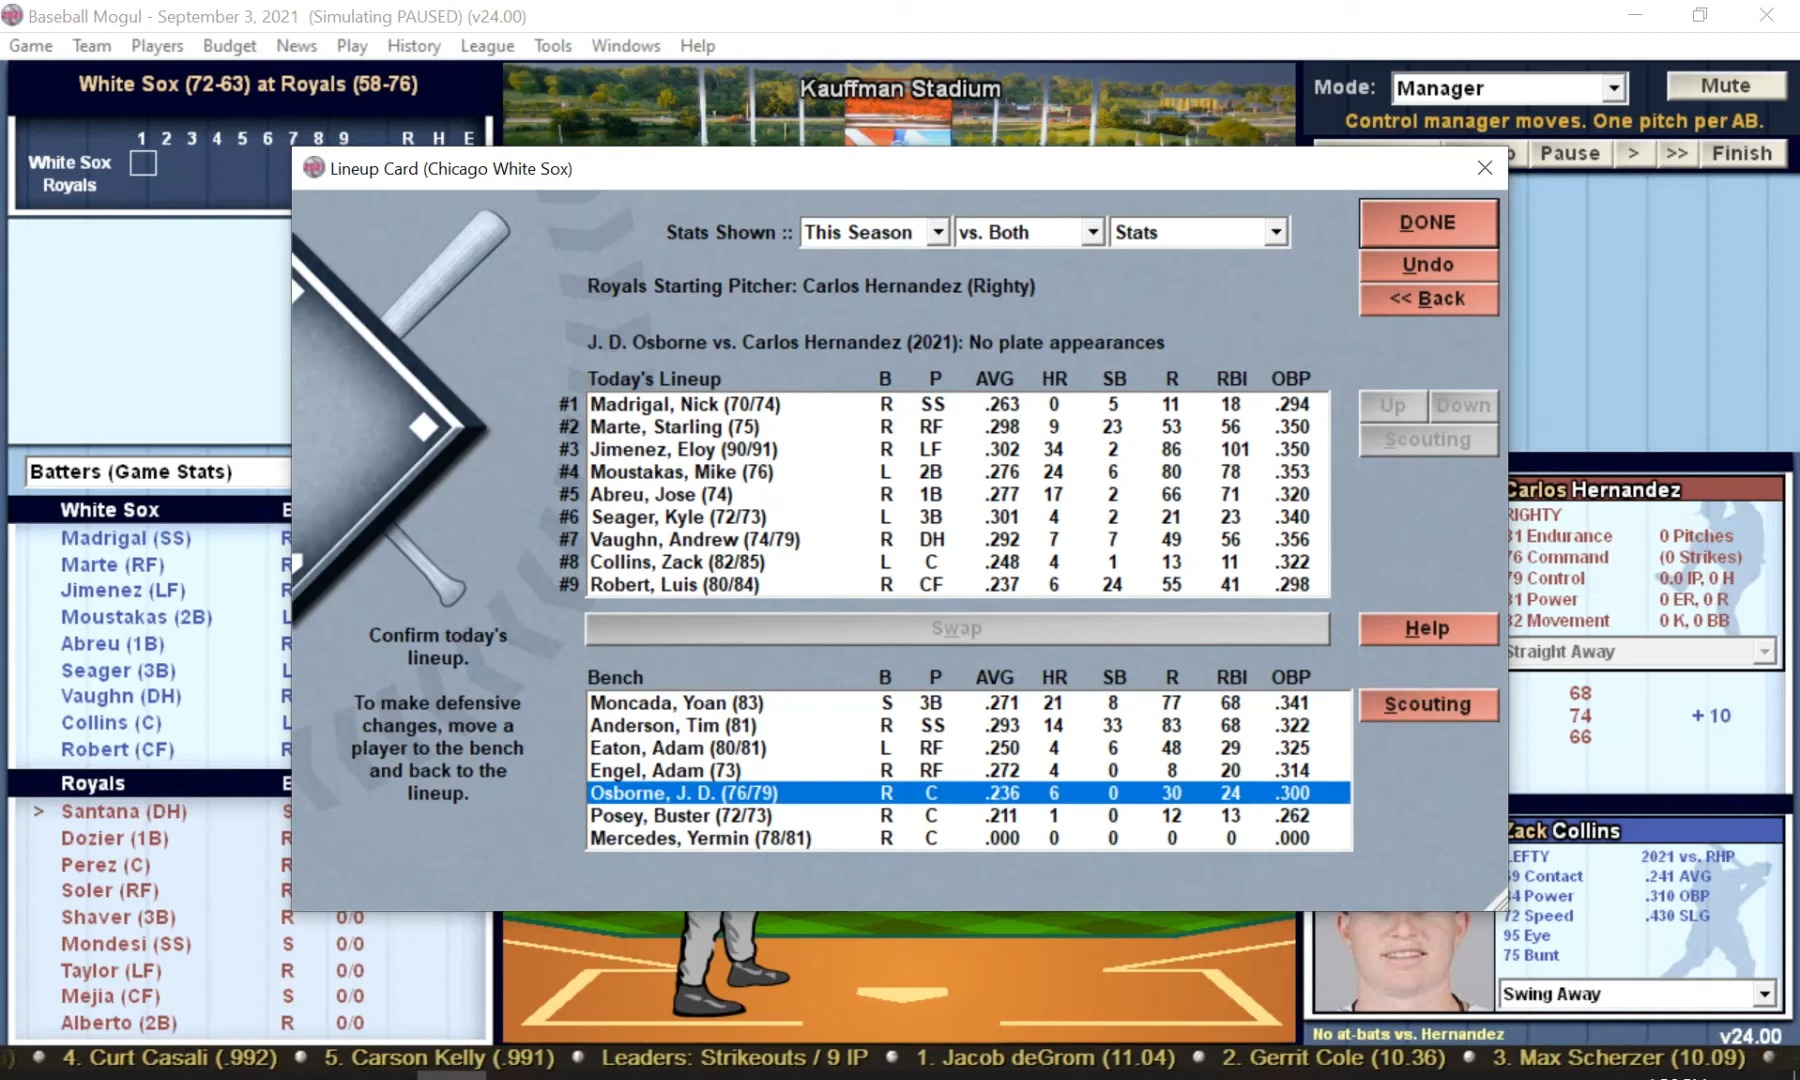 Baseball Mogul - September 3, 2021 (Simulating PAUSED) (v24.00)
Game Team Players Budget News Play History League Tools Windows Help
White Sox (72-63) at Royals (58-76)
1 2 3 4 5 6 7 8 9 R H E
White Sox
Royals
Kauffman Stadium
Mode: Manager Mute
Control manager moves. One pitch per AB.
Pause > >> Finish
Lineup Card (Chicago White Sox)
Stats Shown :: This Season vs. Both Stats
DONE
Undo
<< Back
Royals Starting Pitcher: Carlos Hernandez (Righty)
J. D. Osborne vs. Carlos Hernandez (2021): No plate appearances
Today's Lineup B P AVG HR SB R RBI OBP
#1 Madrigal, Nick (70/74) R SS .263 0 5 11 18 .294
#2 Marte, Starling (75) R RF .298 9 23 53 56 .350
#3 Jimenez, Eloy (90/91) R LF .302 34 2 86 101 .350
#4 Moustakas, Mike (76) L 2B .276 24 6 80 78 .353
#5 Abreu, Jose (74) R 1B .277 17 2 66 71 .320
#6 Seager, Kyle (72/73) L 3B .301 4 2 21 23 .340
#7 Vaughn, Andrew (74/79) R DH .292 7 7 49 56 .356
#8 Collins, Zack (82/85) L C .248 4 1 13 11 .322
#9 Robert, Luis (80/84) R CF .237 6 24 55 41 .298
Up Down
Scouting
Swap
Help
Confirm today's
lineup.
To make defensive
changes, move a
player to the bench
and back to the
lineup.
Bench B P AVG HR SB R RBI OBP
Moncada, Yoan (83) S 3B .271 21 8 77 68 .341
Anderson, Tim (81) R SS .293 14 33 83 68 .322
Eaton, Adam (80/81) L RF .250 4 6 48 29 .325
Engel, Adam (73) R RF .272 4 0 8 20 .314
Osborne, J. D. (76/79) R C .236 6 0 30 24 .300
Posey, Buster (72/73) R C .211 1 0 12 13 .262
Mercedes, Yermin (78/81) R C .000 0 0 0 0 .000
Scouting
Batters (Game Stats)
White Sox
Madrigal (SS) R
Marte (RF) R
Jimenez (LF) R
Moustakas (2B) L
Abreu (1B) R
Seager (3B) L
Vaughn (DH) R
Collins (C) L
Robert (CF) R
Royals
> Santana (DH) S
Dozier (1B) R
Perez (C) R
Soler (RF) R
Shaver (3B) R 0/0
Mondesi (SS) S 0/0
Taylor (LF) R 0/0
Mejia (CF) S 0/0
Alberto (2B) R 0/0
Carlos Hernandez
RIGHTY
Endurance 0 Pitches
Command (0 Strikes)
Control 0.0 IP, 0 H
Power 0 ER, 0 R
Movement 0 K, 0 BB
Straight Away
68
74 + 10
66
Zack Collins
LEFTY 2021 vs. RHP
Contact .241 AVG
Power .310 OBP
72 Speed .430 SLG
95 Eye
75 Bunt
Swing Away
No at-bats vs. Hernandez v24.00
4. Curt Casali (.992) 5. Carson Kelly (.991) Leaders: Strikeouts / 9 IP 1. Jacob deGrom (11.04) 2. Gerrit Cole (10.36) 3. Max Scherzer (10.09)